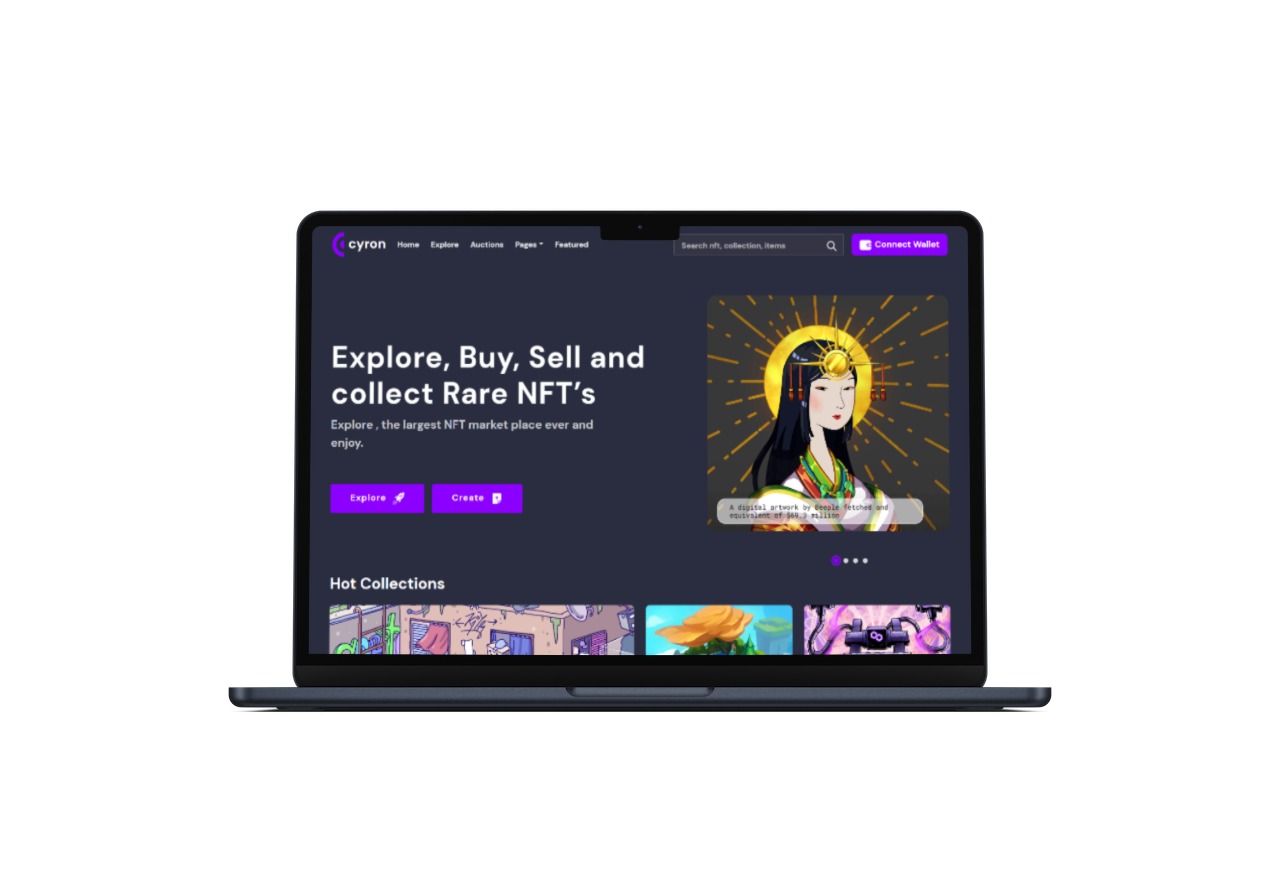 cyron
Home
Explore
Auctions
Pages
Featured
Search nft, collection, items
Connect Wallet
Explore, Buy, Sell and
collect Rare NFT’s
Explore , the largest NFT market place ever and
enjoy.
Explore
Create
A digital artwork by Beeple fetched and
equivalent of $69.3 million
Hot Collections